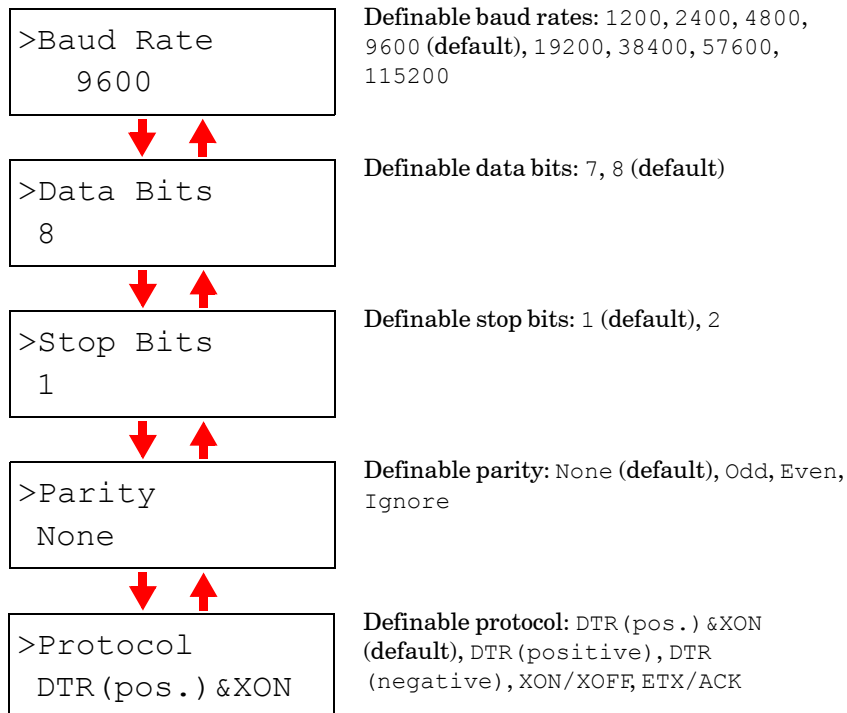 >Baud Rate
9600
Definable baud rates: 1200, 2400, 4800,
9600 (default), 19200, 38400, 57600,
115200
>Data Bits
8
Definable data bits: 7, 8 (default)
>Stop Bits
1
Definable stop bits: 1 (default), 2
>Parity
None
Definable parity: None (default), Odd, Even,
Ignore
>Protocol
DTR(pos.)&XON
Definable protocol: DTR(pos.)&XON
(default), DTR(positive), DTR
(negative), XON/XOFF, ETX/ACK